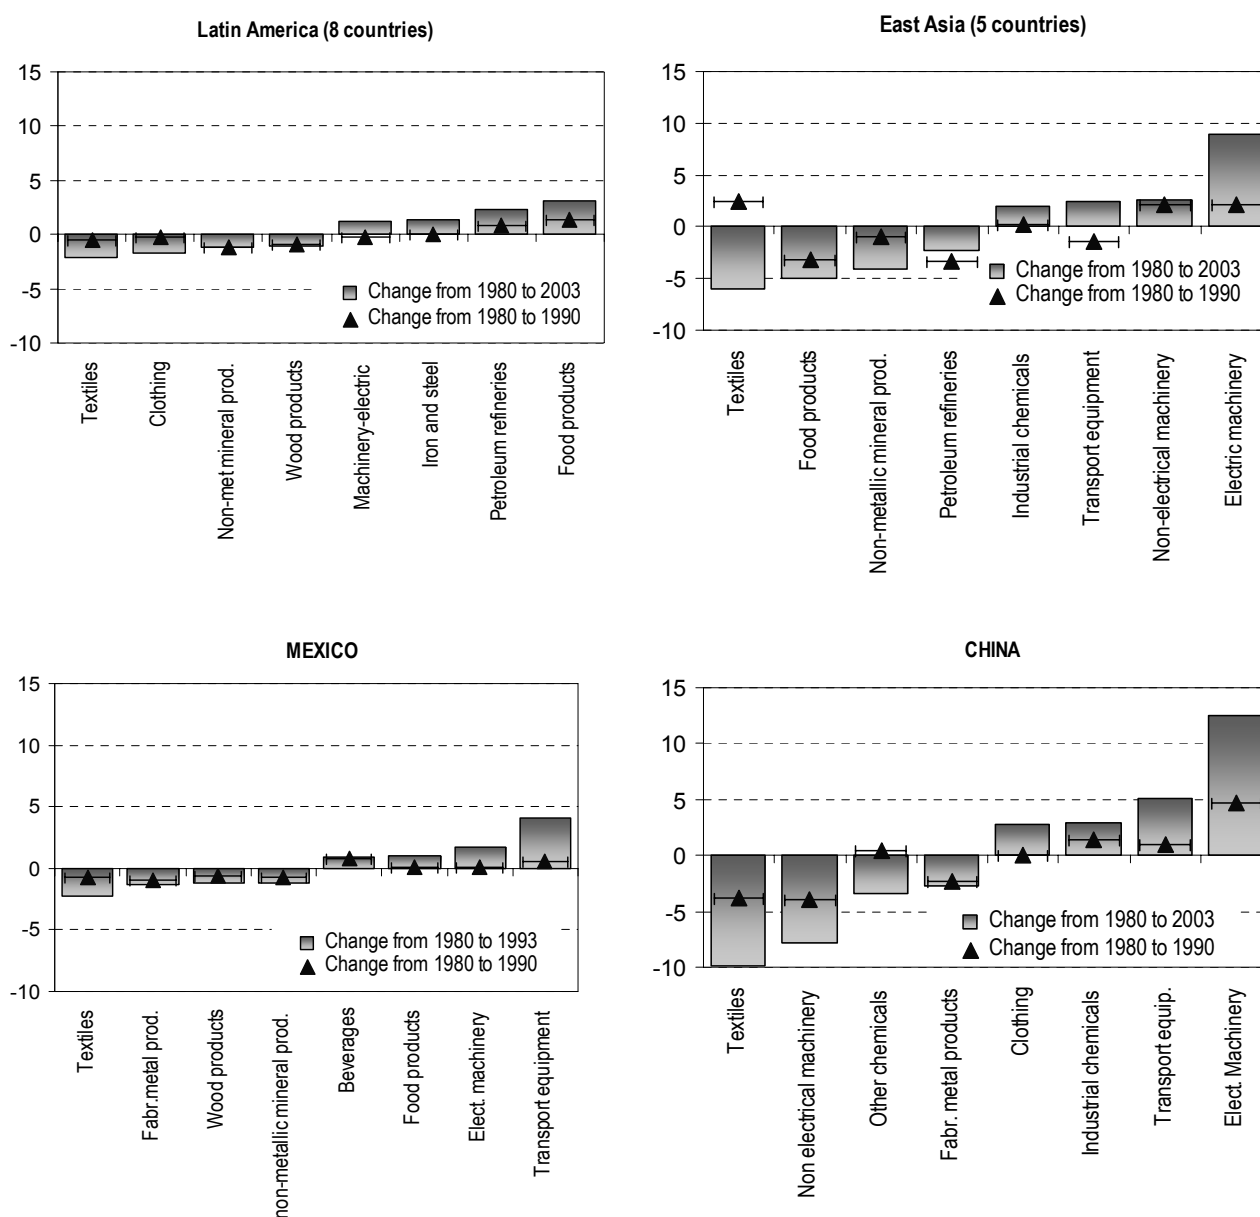 Latin America (8 countries)
15
10
5
0
-5
-10
Change from 1980 to 2003
Change from 1980 to 1990
Textiles
Clothing
Non-met mineral prod.
Wood products
Machinery-electric
Iron and steel
Petroleum refineries
Food products
East Asia (5 countries)
15
10
5
0
-5
-10
Change from 1980 to 2003
Change from 1980 to 1990
Textiles
Food products
Non-metallic mineral prod.
Petroleum refineries
Industrial chemicals
Transport equipment
Non-electrical machinery
Electric machinery
MEXICO
15
10
5
0
-5
-10
Change from 1980 to 1993
Change from 1980 to 1990
Textiles
Fabr.metal prod.
Wood products
non-metallic mineral prod.
Beverages
Food products
Elect. machinery
Transport equipment
CHINA
15
10
5
0
-5
-10
Change from 1980 to 2003
Change from 1980 to 1990
Textiles
Non electrical machinery
Other chemicals
Fabr. metal products
Clothing
Industrial chemicals
Transport equip.
Elect. Machinery